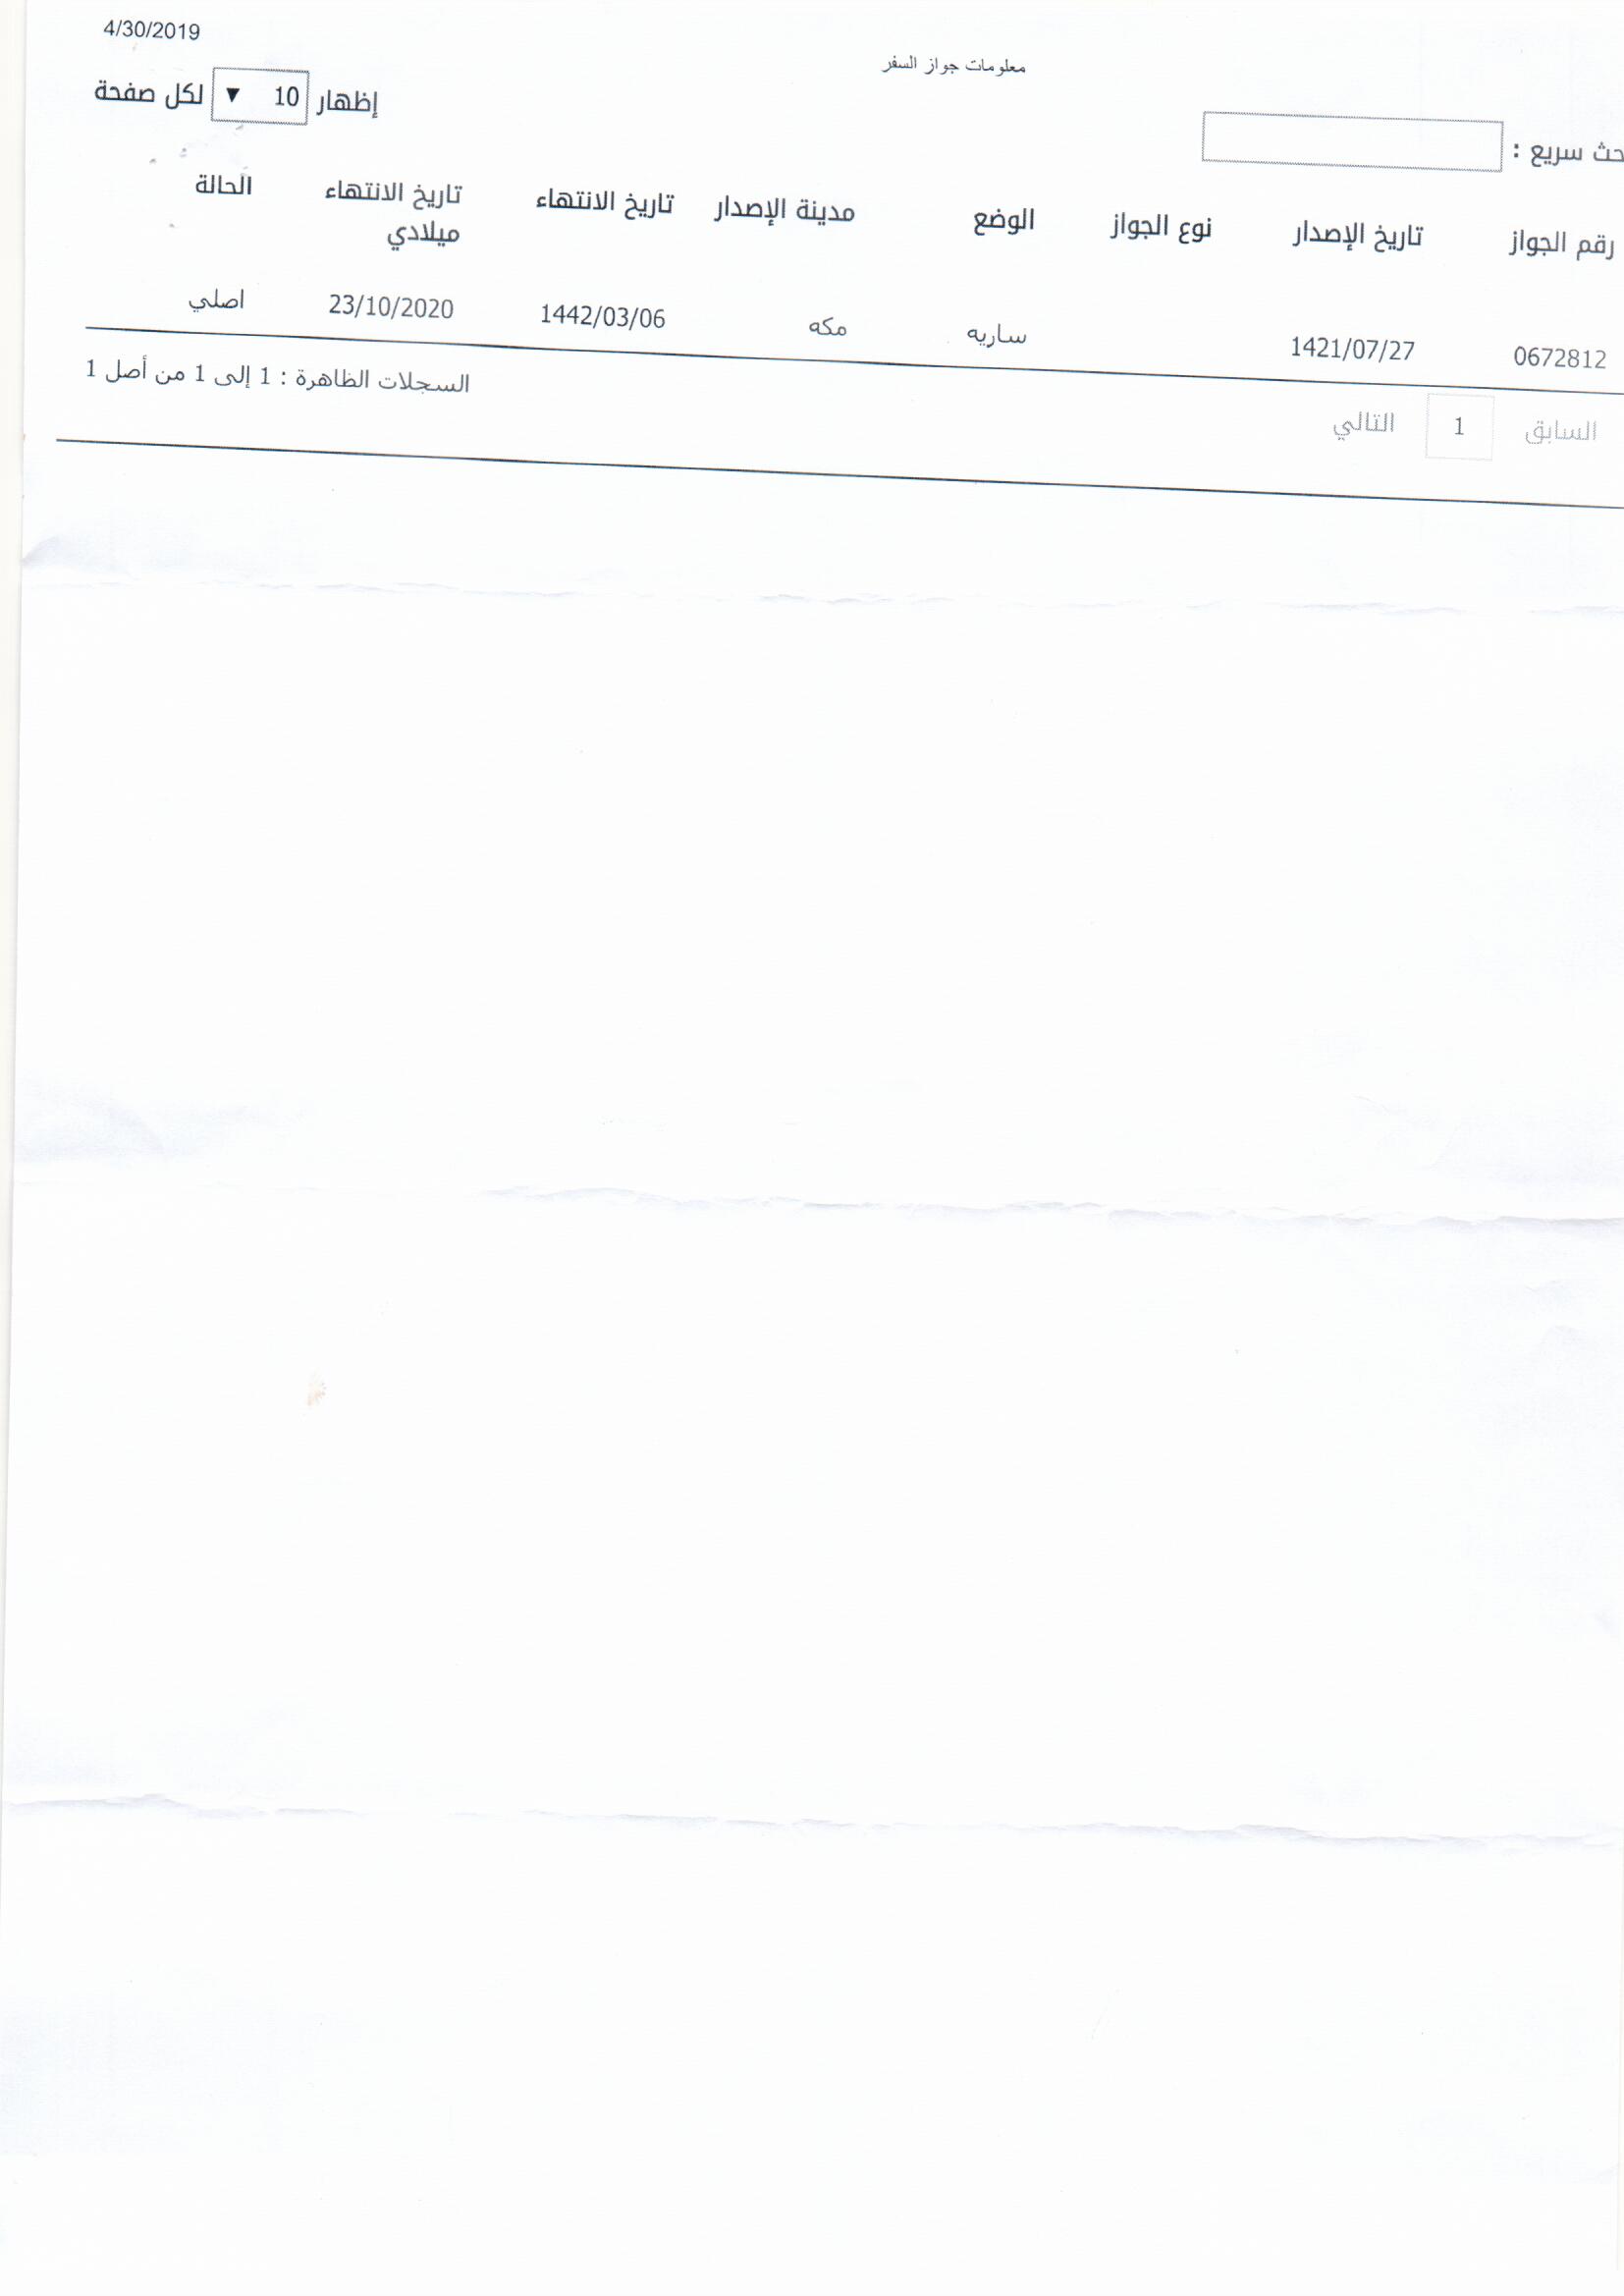 4/30/2019
معلومات جواز السفر
حث سريع :
إظهار 10 لكل صفحة
رقم الجواز تاريخ الإصدار نوع الجواز الوضع مدينة الإصدار تاريخ الانتهاء تاريخ الانتهاء ميلادي الحالة
0672812 1421/07/27 ساريه مكه 1442/03/06 23/10/2020 اصلي
السجلات الظاهرة : 1 إلى 1 من أصل 1
السابق 1 التالي